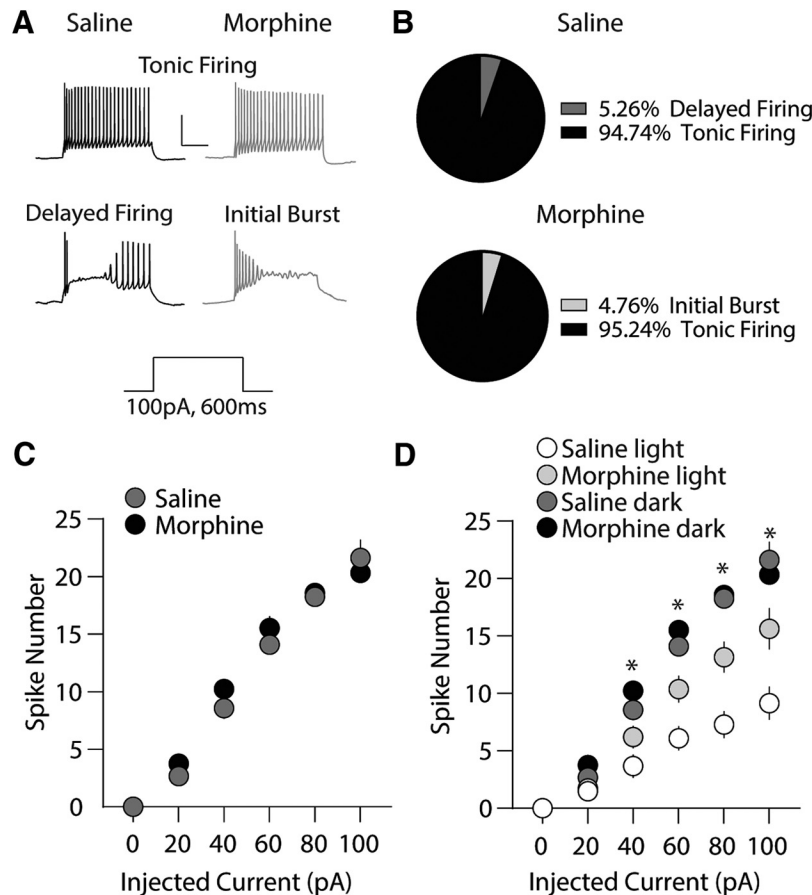 A
Saline
Morphine
Tonic Firing
Delayed Firing
Initial Burst
100pA, 600ms
B
Saline
5.26% Delayed Firing
94.74% Tonic Firing
Morphine
4.76% Initial Burst
95.24% Tonic Firing
C
Saline
Morphine
Spike Number
25
20
15
10
5
0
0 20 40 60 80 100
Injected Current (pA)
D
Saline light
Morphine light
Saline dark
Morphine dark
Spike Number
25
20
15
10
5
0
* * * *
0 20 40 60 80 100
Injected Current (pA)